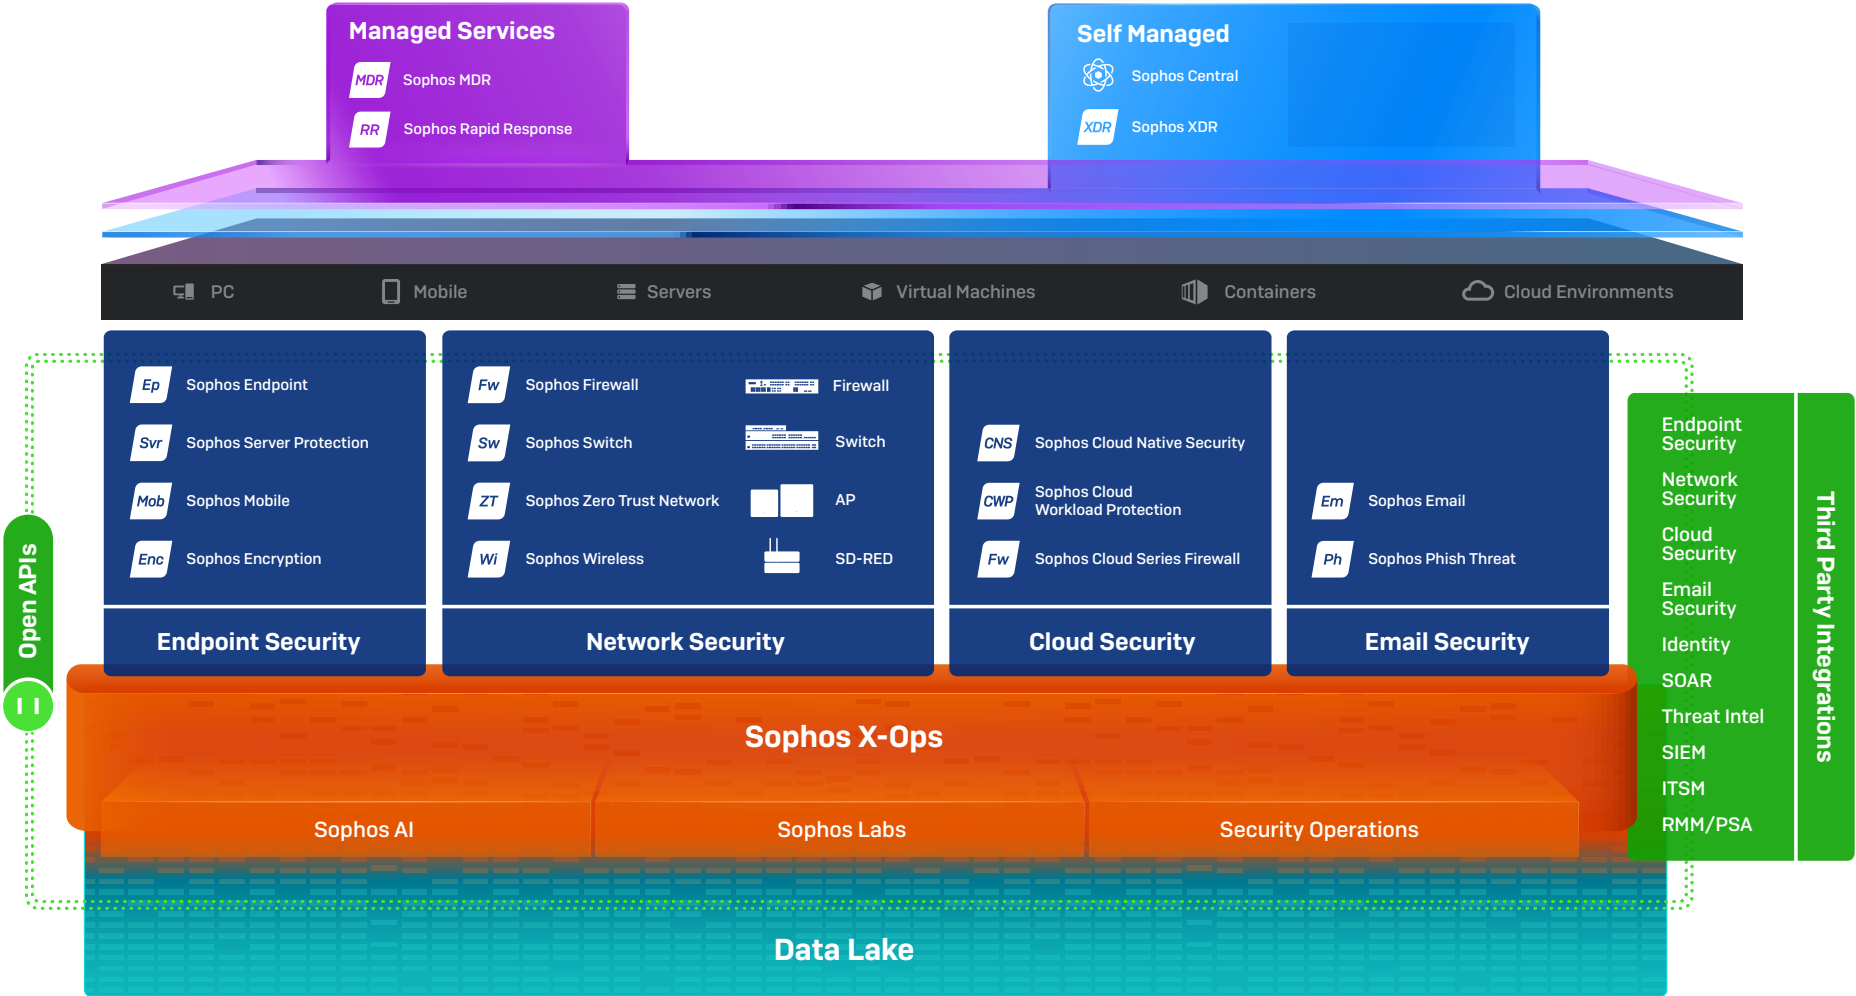 Managed Services
MDR Sophos MDR
RR Sophos Rapid Response
Self Managed
Sophos Central
XDR Sophos XDR
PC
Mobile
Servers
Virtual Machines
Containers
Cloud Environments
Ep Sophos Endpoint
Svr Sophos Server Protection
Mob Sophos Mobile
Enc Sophos Encryption
Endpoint Security
Fw Sophos Firewall
Sw Sophos Switch
ZT Sophos Zero Trust Network
Wi Sophos Wireless
Firewall
Switch
AP
SD-RED
Network Security
CNS Sophos Cloud Native Security
CWP Sophos Cloud
Workload Protection
Fw Sophos Cloud Series Firewall
Cloud Security
Em Sophos Email
Ph Sophos Phish Threat
Email Security
Open APIs
Endpoint
Security
Network
Security
Cloud
Security
Email
Security
Identity
SOAR
Threat Intel
SIEM
ITSM
RMM/PSA
Third Party Integrations
Sophos X-Ops
Sophos AI
Sophos Labs
Security Operations
Data Lake